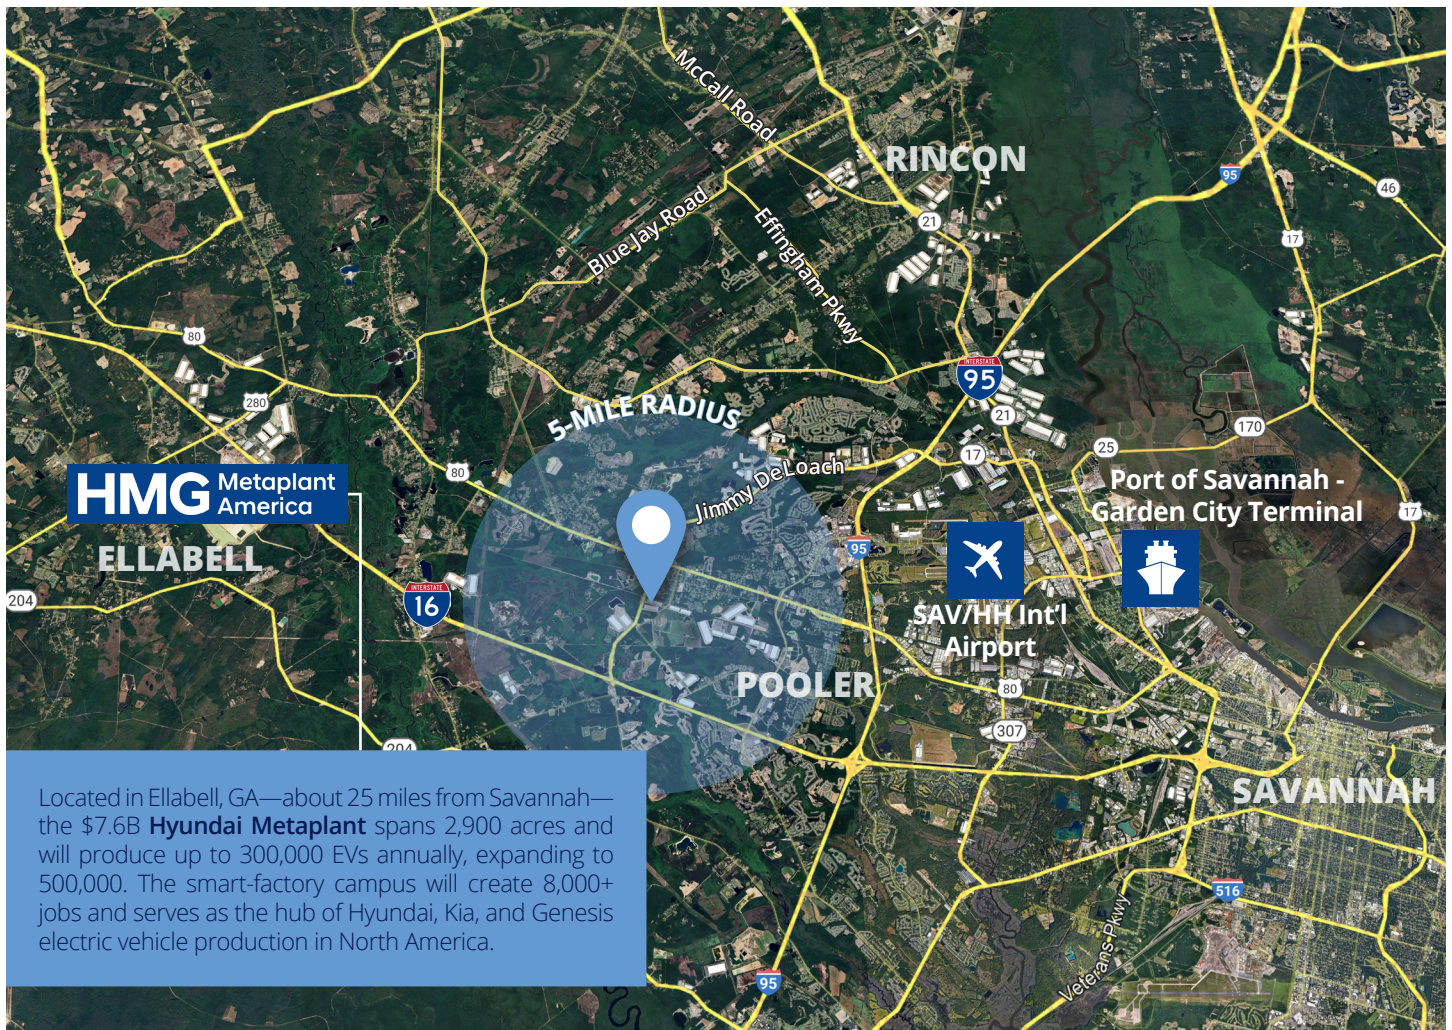 McCall Road
RINCON
95
46
Blue Jay Road
21
Effingham Pkwy
17
80
INTERSTATE
95
280
5-MILE RADIUS
21
170
80
17
25
Jimmy DeLoach
Port of Savannah -
Garden City Terminal
HMG Metaplant
America
17
95
ELLABELL
204
INTERSTATE
16
SAV/HH Int'l
Airport
POOLER
80
307
204
SAVANNAH
Located in Ellabell, GA—about 25 miles from Savannah—
the $7.6B Hyundai Metaplant spans 2,900 acres and
will produce up to 300,000 EVs annually, expanding to
500,000. The smart-factory campus will create 8,000+
jobs and serves as the hub of Hyundai, Kia, and Genesis
electric vehicle production in North America.
516
Veterans Pkwy
95